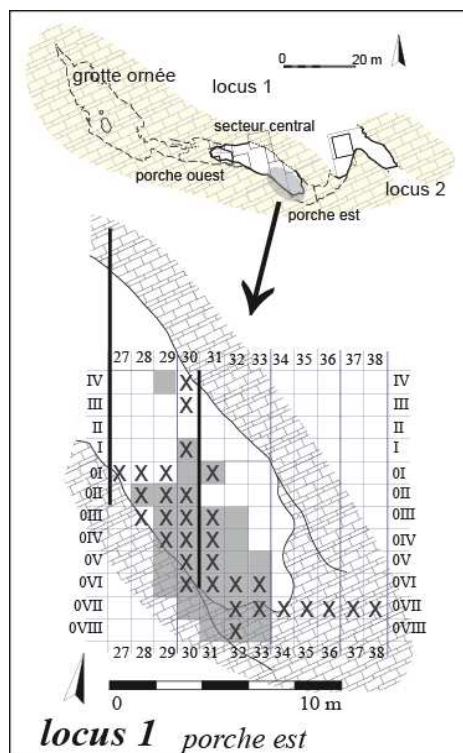 0 20 m
grotte ornée
locus 1
secteur central
porche ouest
locus 2
porche est
27 28 29 30 31 32 33 34 35 36 37 38
IV X IV
III X III
II II
I X I
0I X X X X 0I
0II X X X 0II
0III X X X X 0III
0IV X X X 0IV
0V X X 0V
0VI X X X X 0VI
0VII X X X X X X X 0VII
0VIII X 0VIII
27 28 29 30 31 32 33 34 35 36 37 38
0 10 m
locus 1 porche est